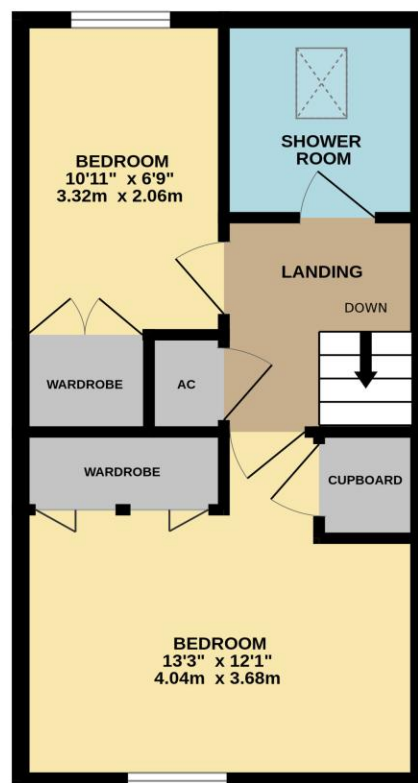 BEDROOM
10'11" x 6'9"
3.32m x 2.06m
SHOWER
ROOM
LANDING
DOWN
WARDROBE
AC
WARDROBE
CUPBOARD
BEDROOM
13'3" x 12'1"
4.04m x 3.68m